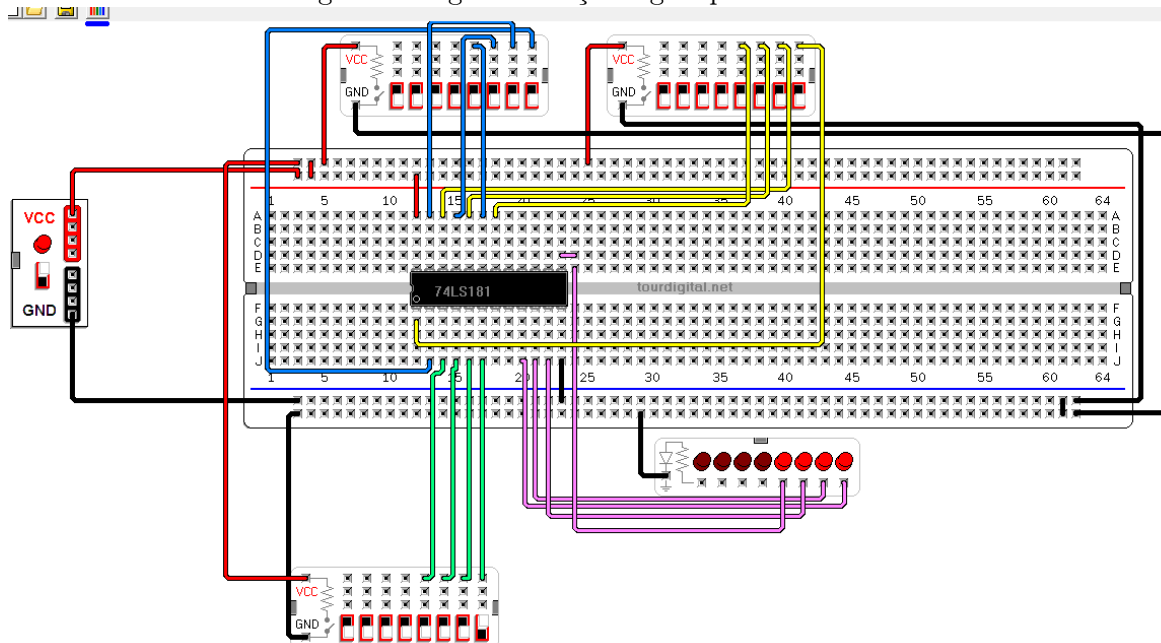 VCC VCC
GND GND
1 5 10 15 20 25 30 35 40 45 50 55 60 64
A A
VCC
B B
C C
D D
E E
74LS181 tourdigital.net
GND
F F
G G
H H
I I
J J
1 5 10 15 20 25 30 35 40 45 50 55 60 64
VCC
GND